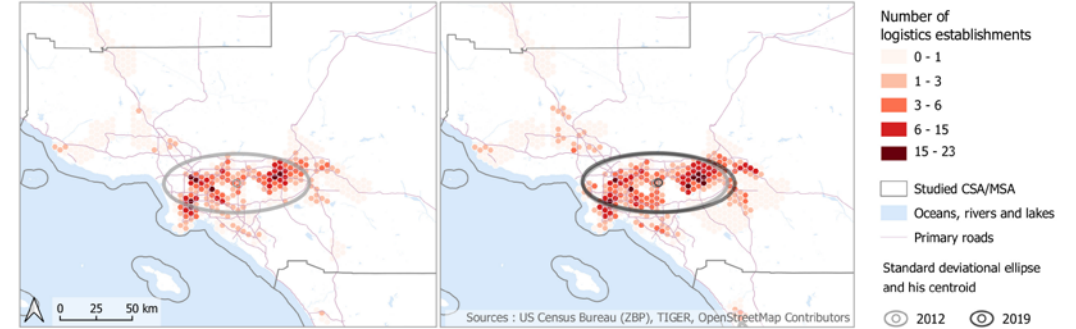 Number of
logistics establishments
0 - 1
1 - 3
3 - 6
6 - 15
15 - 23
Studied CSA/MSA
Oceans, rivers and lakes
Primary roads
Standard deviational ellipse
and his centroid
2012
2019
0 25 50 km
Sources : US Census Bureau (ZBP), TIGER, OpenStreetMap Contributors